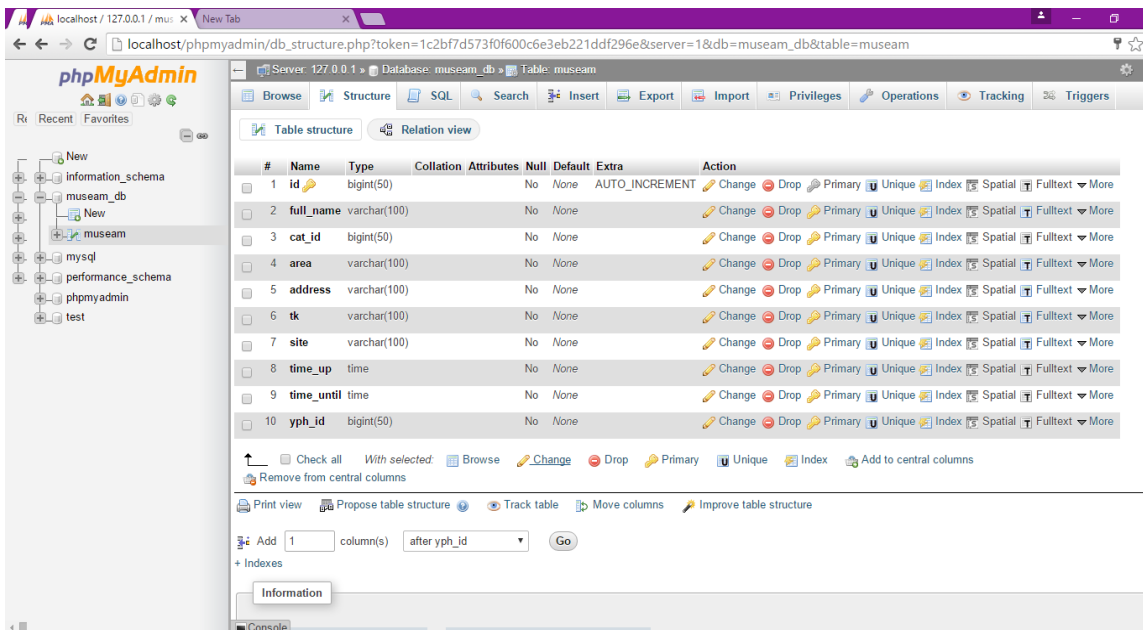 localhost / 127.0.0.1 / mus
New Tab
localhost/phpmyadmin/db_structure.php?token=1c2bf7d573f0f600c6e3eb221ddf296e&server=1&db=museam_db&table=museam
phpMyAdmin
Recent Favorites
New
information_schema
museam_db
New
museam
mysql
performance_schema
phpmyadmin
test
Server: 127.0.0.1 » Database: museam_db » Table: museam
Browse Structure SQL Search Insert Export Import Privileges Operations Tracking Triggers
Table structure Relation view
# Name Type Collation Attributes Null Default Extra Action
1 id bigint(50) No None AUTO_INCREMENT Change Drop Primary Unique Index Spatial Fulltext More
2 full_name varchar(100) No None Change Drop Primary Unique Index Spatial Fulltext More
3 cat_id bigint(50) No None Change Drop Primary Unique Index Spatial Fulltext More
4 area varchar(100) No None Change Drop Primary Unique Index Spatial Fulltext More
5 address varchar(100) No None Change Drop Primary Unique Index Spatial Fulltext More
6 tk varchar(100) No None Change Drop Primary Unique Index Spatial Fulltext More
7 site varchar(100) No None Change Drop Primary Unique Index Spatial Fulltext More
8 time_up time No None Change Drop Primary Unique Index Spatial Fulltext More
9 time_until time No None Change Drop Primary Unique Index Spatial Fulltext More
10 yph_id bigint(50) No None Change Drop Primary Unique Index Spatial Fulltext More
Check all With selected: Browse Change Drop Primary Unique Index Add to central columns
Remove from central columns
Print view Propose table structure Track table Move columns Improve table structure
Add 1 column(s) after yph_id Go
+ Indexes
Information
Console